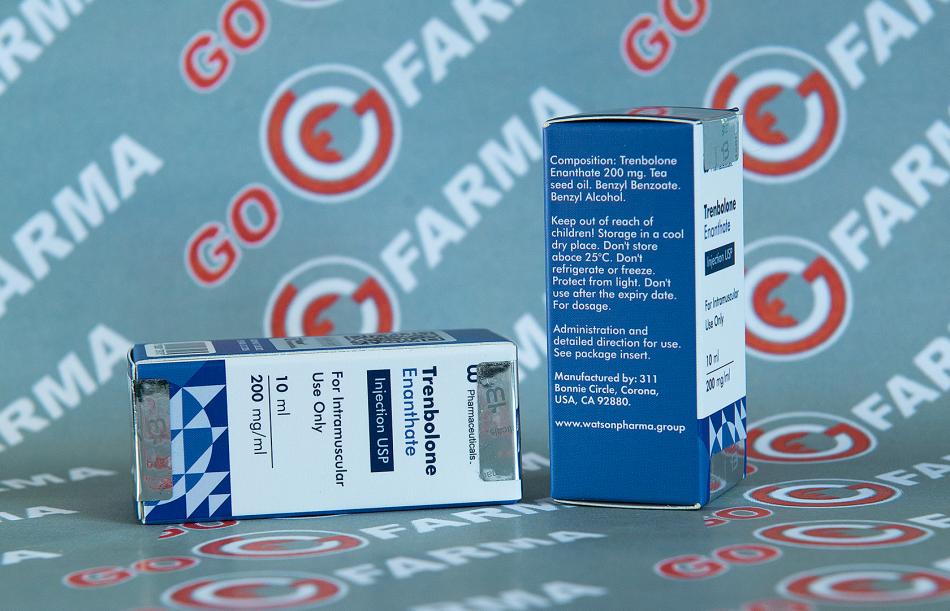 GO
FARMA
GO
FARMA
GO
FARMA
Composition: Trenbolone
Enanthate 200 mg. Tea
seed oil. Benzyl Benzoate.
Benzyl Alcohol.
Keep out of reach of
children! Storage in a cool
dry place. Don't store
aboce 25°C. Don't
refrigerate or freeze.
Protect from light. Don't
use after the expiry date.
For dosage.
Administration and
detailed direction for use.
See package insert.
Manufactured by: 311
Bonnie Circle, Corona,
USA, CA 92880.
www.watsonpharma.group
Trenbolone
Enanthate
Injection USP
For Intramuscular
Use Only
10 ml
200 mg/ml
Pharmaceuticals.
Trenbolone
Enanthate
Injection USP
For Intramuscular
Use Only
10 ml
200 mg/ml